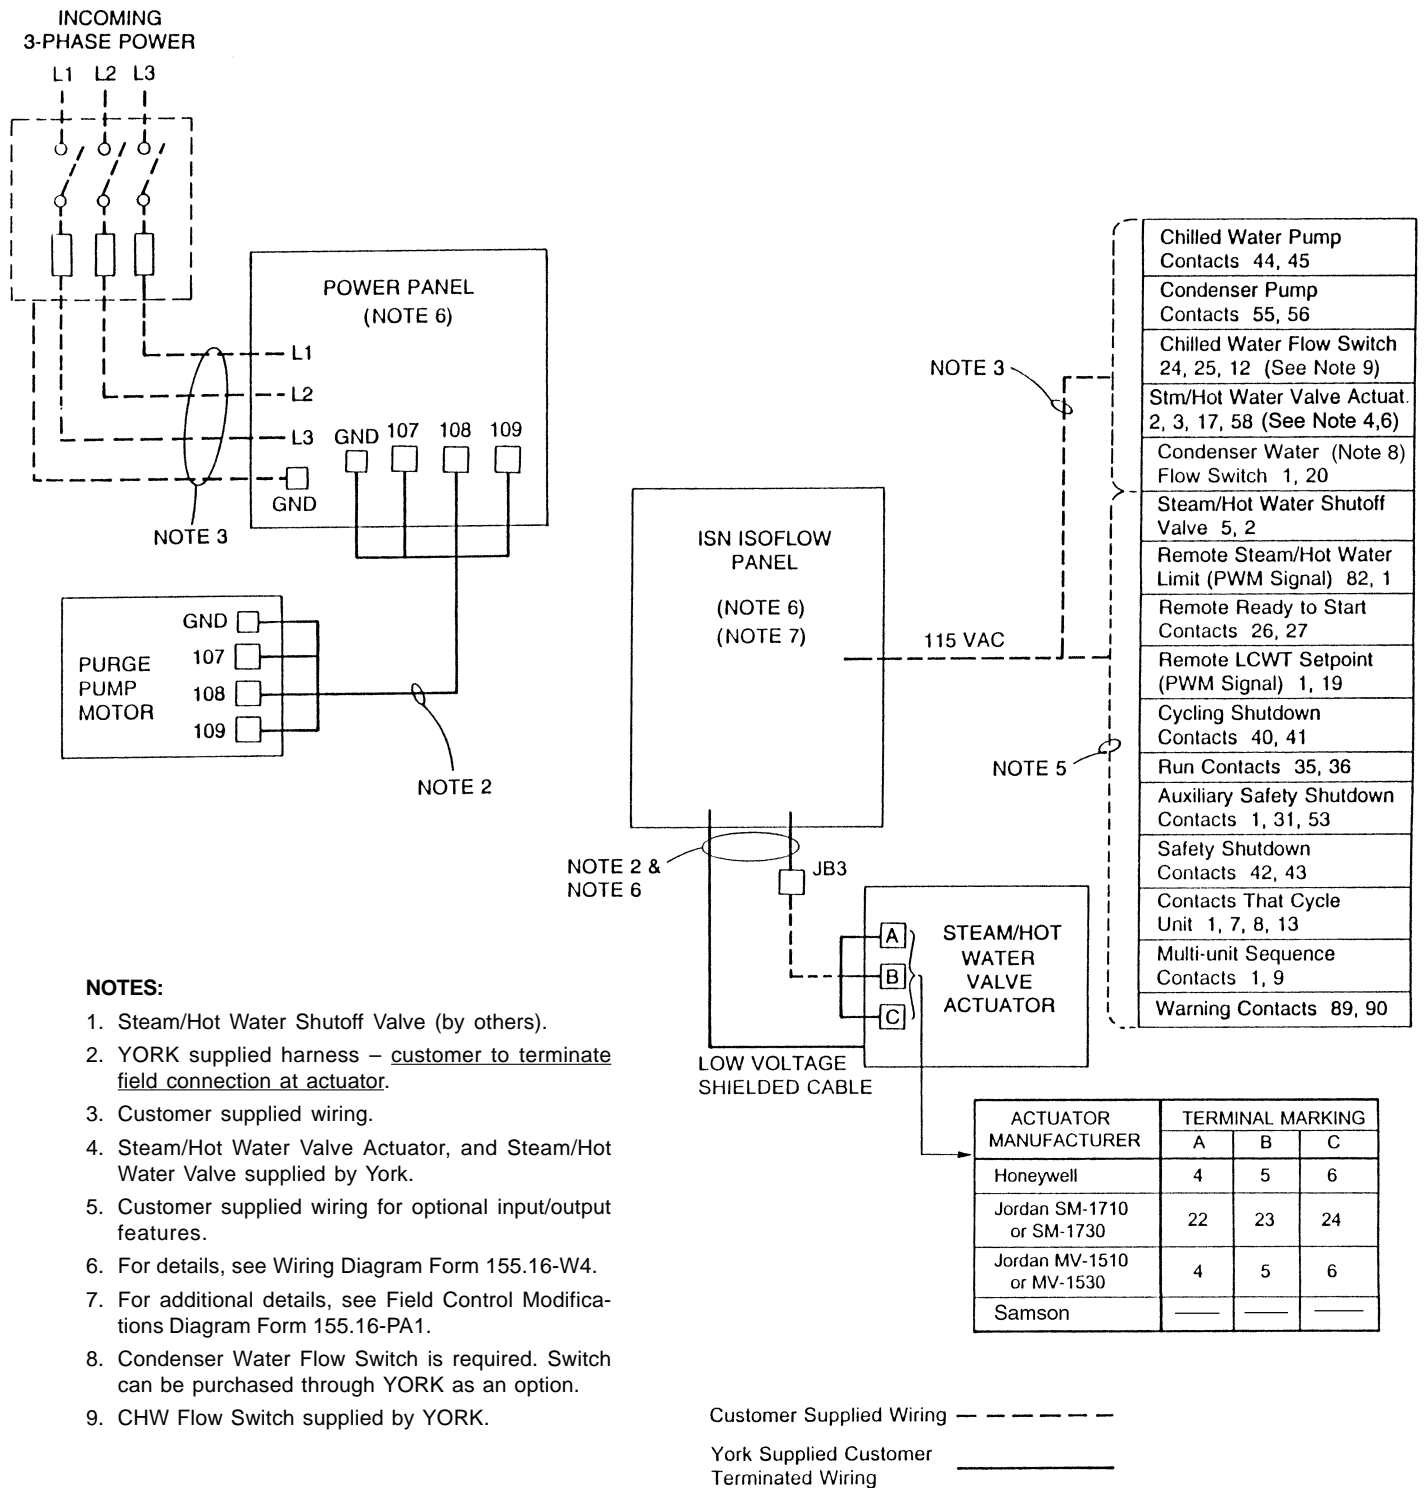 INCOMING
3-PHASE POWER
L1 L2 L3
POWER PANEL
(NOTE 6)
L1
L2
L3
GND 107 108 109
GND
NOTE 3
PURGE
PUMP
MOTOR
GND
107
108
109
NOTE 2
ISN ISOFLOW
PANEL
(NOTE 6)
(NOTE 7)
115 VAC
NOTE 3
NOTE 5
Chilled Water Pump
Contacts 44, 45
Condenser Pump
Contacts 55, 56
Chilled Water Flow Switch
24, 25, 12 (See Note 9)
Stm/Hot Water Valve Actuat.
2, 3, 17, 58 (See Note 4,6)
Condenser Water (Note 8)
Flow Switch 1, 20
Steam/Hot Water Shutoff
Valve 5, 2
Remote Steam/Hot Water
Limit (PWM Signal) 82, 1
Remote Ready to Start
Contacts 26, 27
Remote LCWT Setpoint
(PWM Signal) 1, 19
Cycling Shutdown
Contacts 40, 41
Run Contacts 35, 36
Auxiliary Safety Shutdown
Contacts 1, 31, 53
Safety Shutdown
Contacts 42, 43
Contacts That Cycle
Unit 1, 7, 8, 13
Multi-unit Sequence
Contacts 1, 9
Warning Contacts 89, 90
NOTE 2 &
NOTE 6
JB3
A
B
C
STEAM/HOT
WATER
VALVE
ACTUATOR
LOW VOLTAGE
SHIELDED CABLE
ACTUATOR
MANUFACTURER
TERMINAL MARKING
A B C
Honeywell 4 5 6
Jordan SM-1710
or SM-1730
22 23 24
Jordan MV-1510
or MV-1530
4 5 6
Samson
NOTES:
1. Steam/Hot Water Shutoff Valve (by others).
2. YORK supplied harness – customer to terminate
field connection at actuator.
3. Customer supplied wiring.
4. Steam/Hot Water Valve Actuator, and Steam/Hot
Water Valve supplied by York.
5. Customer supplied wiring for optional input/output
features.
6. For details, see Wiring Diagram Form 155.16-W4.
7. For additional details, see Field Control Modifica-
tions Diagram Form 155.16-PA1.
8. Condenser Water Flow Switch is required. Switch
can be purchased through YORK as an option.
9. CHW Flow Switch supplied by YORK.
Customer Supplied Wiring
York Supplied Customer
Terminated Wiring